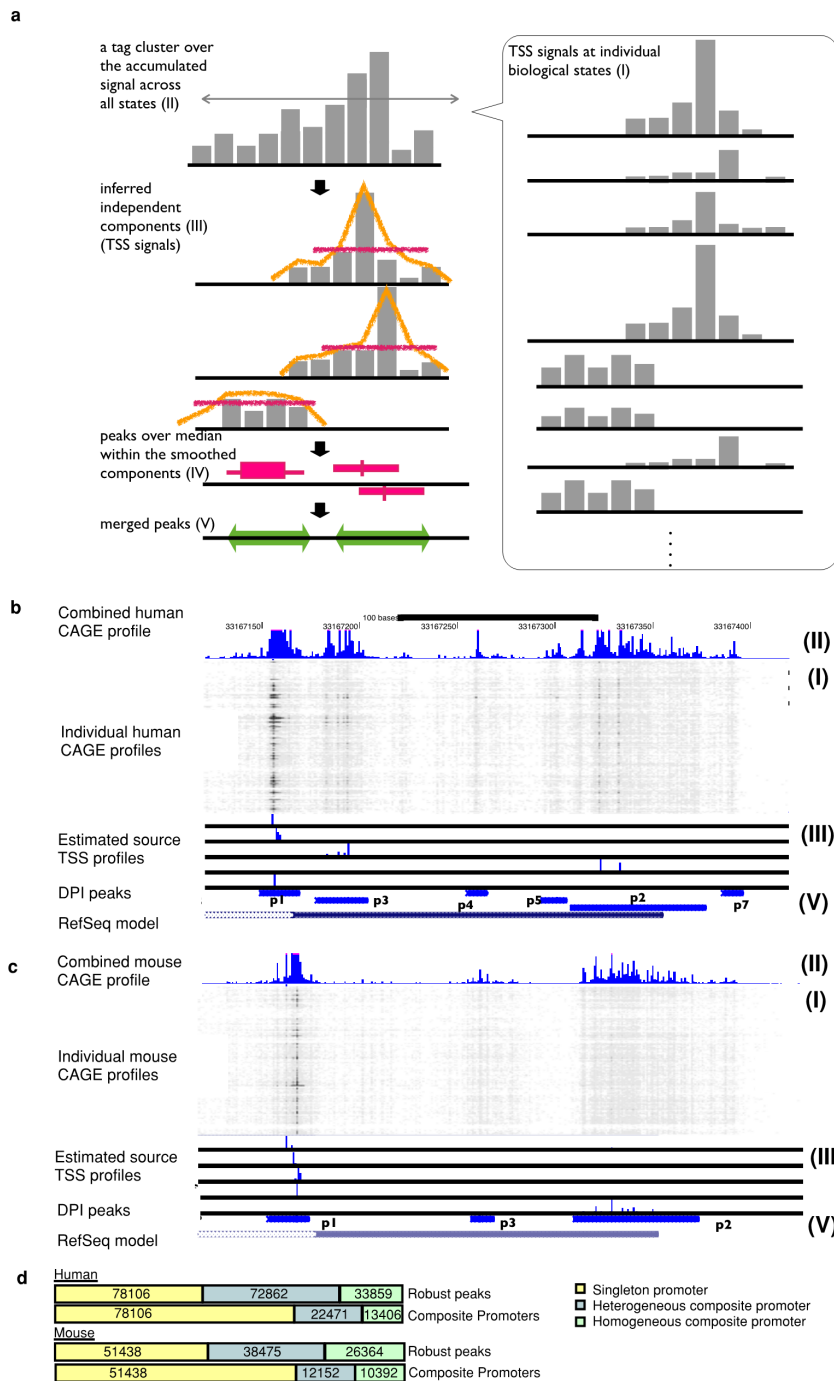 a
a tag cluster over
the accumulated
signal across
all states (II)
TSS signals at individual
biological states (I)
inferred
independent
components (III)
(TSS signals)
peaks over median
within the smoothed
components (IV)
merged peaks (V)
b
Combined human
CAGE profile
100 bases
33167150
33167200
33167250
33167300
33167350
33167400
(II)
(I)
Individual human
CAGE profiles
Estimated source
TSS profiles
(III)
DPI peaks
p1
p3
p4
p5
p2
p7
(V)
RefSeq model
c
Combined mouse
CAGE profile
(II)
(I)
Individual mouse
CAGE profiles
Estimated source
TSS profiles
(III
DPI peaks
p1
p3
p2
(V)
RefSeq model
d
Human
78106 72862 33859 Robust peaks
78106 22471 13406 Composite Promoters
Mouse
51438 38475 26364 Robust peaks
51438 12152 10392 Composite Promoters
Singleton promoter
Heterogeneous composite promoter
Homogeneous composite promoter